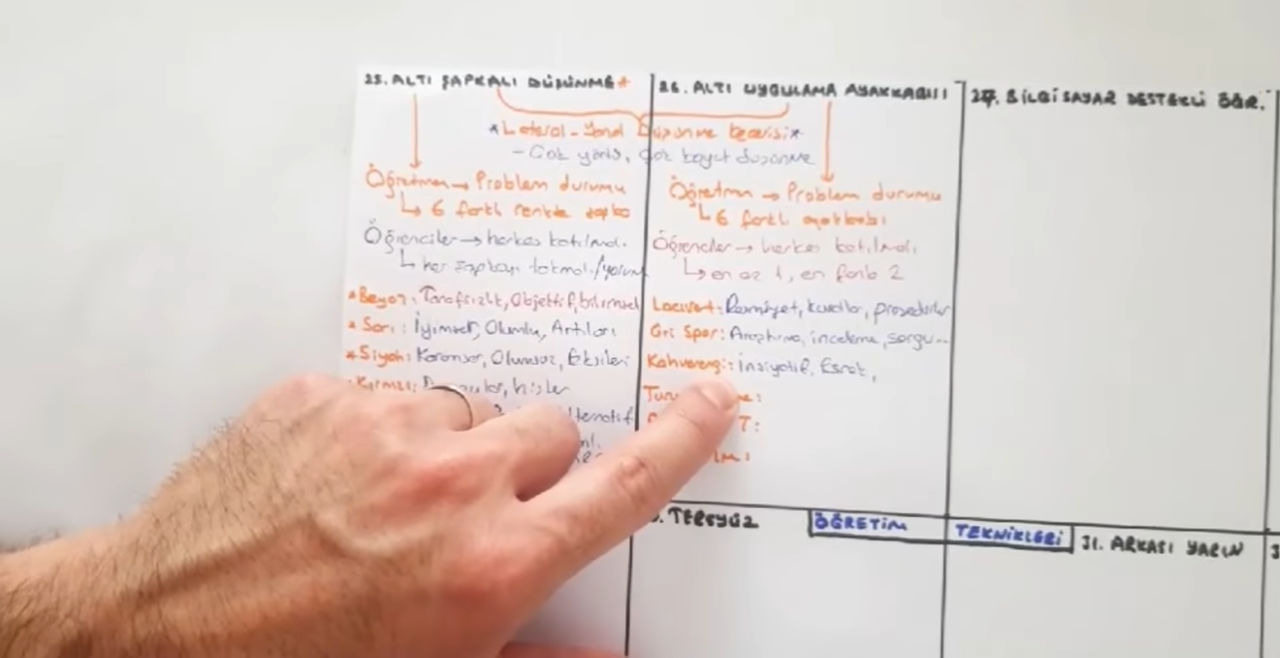 25. ALTI ŞAPKALI DÜŞÜNME*
*Lateral-Yanal Düşünme becerisi*
- Çok yönlü, Çok boyut düşünme
Öğretmen → Problem durumu
↳ 6 farklı renkte şapka
Öğrenciler → herkes katılmalı.
↳ her şapkayı takmalı/yorum
*Beyaz: Tarafsızlık, Objektif, bilimsel
*Sarı: İyimser, Olumlu, Artıları
*Siyah: Karamsar, Olumsuz, Eksileri
*Kırmızı: hisler
26. ALTI UYGULAMA AYAKKABISI
Öğretmen → Problem durumu
↳ 6 farklı ayakkabı
Öğrenciler → herkes katılmalı.
↳ en az 1, en fazla 2
Lacivert: Resmiyet, kurallar, prosedürler
Gri Spor: Araştırma, inceleme, sorgu...
Kahverengi: İnsiyatif, Esnek,
27. BİLGİSAYAR DESTEKLİ ÖĞR.
TERSYÜZ
ÖĞRETİM TEKNİKLERİ
31. ARKASI YARIN